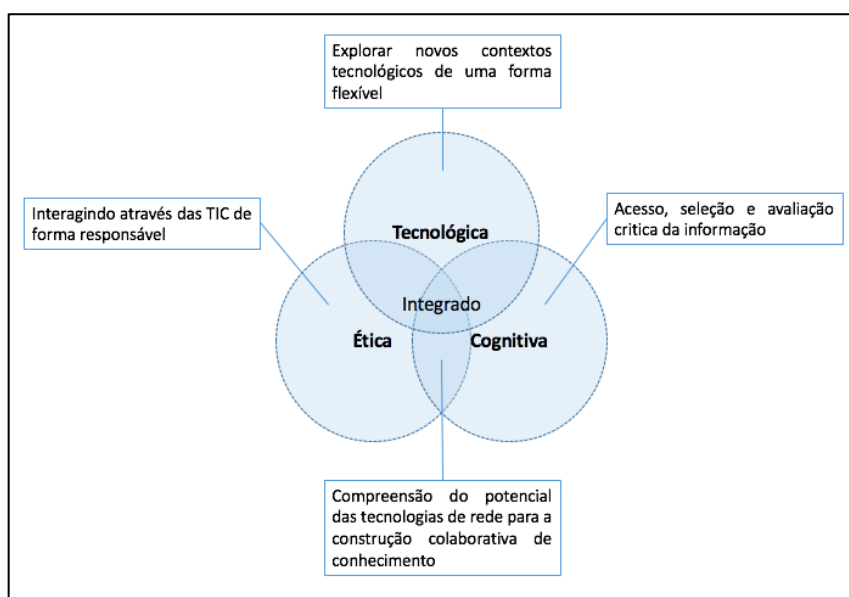 Explorar novos contextos
tecnológicos de uma forma
flexível
Interagindo através das TIC de
forma responsável
Acesso, seleção e avaliação
critica da informação
Tecnológica
Integrado
Ética
Cognitiva
Compreensão do potencial
das tecnologias de rede para a
construção colaborativa de
conhecimento